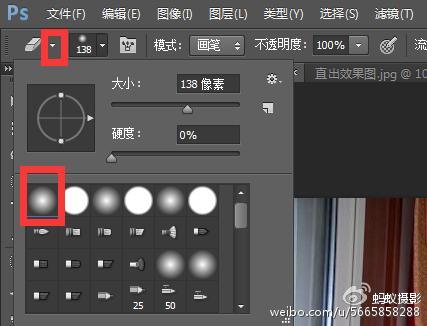 Ps 文件(F) 编辑(E) 图像(I) 图层(L) 类型(Y) 选择(S) 滤镜(T)
138 模式: 画笔 不透明度: 100% 流
直出效果图.jpg @ 10
大小: 138 像素
硬度: 0%
25 50
蚂蚁摄影
weibo.com/u/5665858288